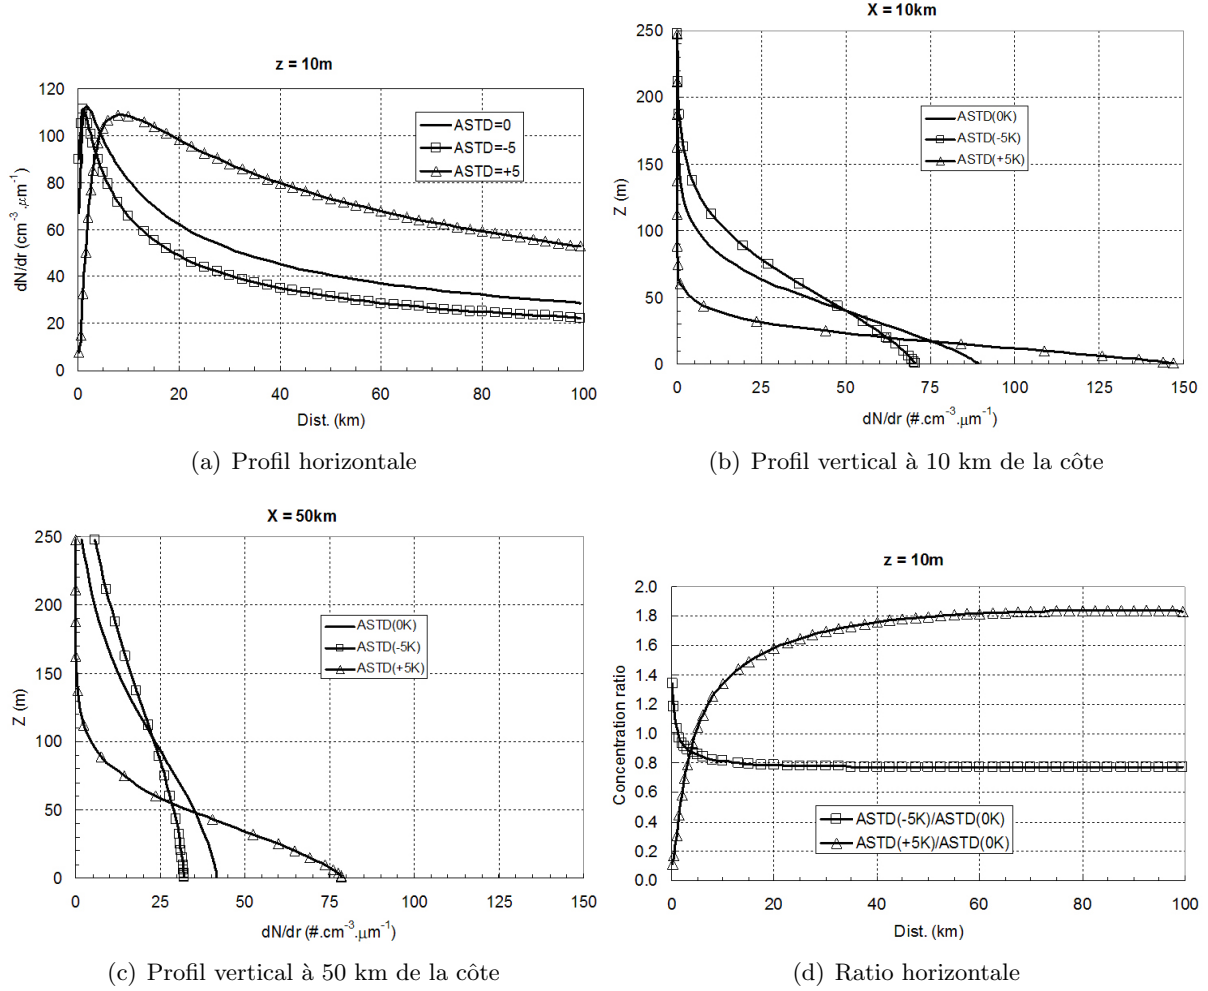 z = 10m
dN/dr (cm⁻³.µm⁻¹)
120
100
80
60
40
20
0
ASTD=0
ASTD=-5
ASTD=+5
0 20 40 60 80 100
Dist. (km)
(a) Profil horizontale
X = 10km
Z (m)
250
200
150
100
50
0
ASTD(0K)
ASTD(-5K)
ASTD(+5K)
0 25 50 75 100 125 150
dN/dr (#.cm⁻³.µm⁻¹)
(b) Profil vertical à 10 km de la côte
X = 50km
Z (m)
250
200
150
100
50
0
ASTD(0K)
ASTD(-5K)
ASTD(+5K)
0 25 50 75 100 125 150
dN/dr (#.cm⁻³.µm⁻¹)
(c) Profil vertical à 50 km de la côte
z = 10m
Concentration ratio
2.0
1.8
1.6
1.4
1.2
1.0
0.8
0.6
0.4
0.2
0.0
ASTD(-5K)/ASTD(0K)
ASTD(+5K)/ASTD(0K)
0 20 40 60 80 100
Dist. (km)
(d) Ratio horizontale